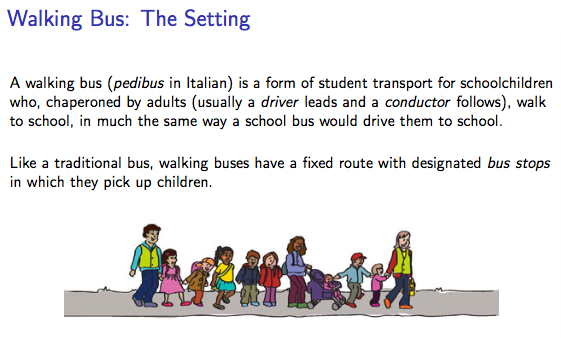 Walking Bus: The Setting
A walking bus (pedibus in Italian) is a form of student transport for schoolchildren
who, chaperoned by adults (usually a driver leads and a conductor follows), walk
to school, in much the same way a school bus would drive them to school.
Like a traditional bus, walking buses have a fixed route with designated bus stops
in which they pick up children.